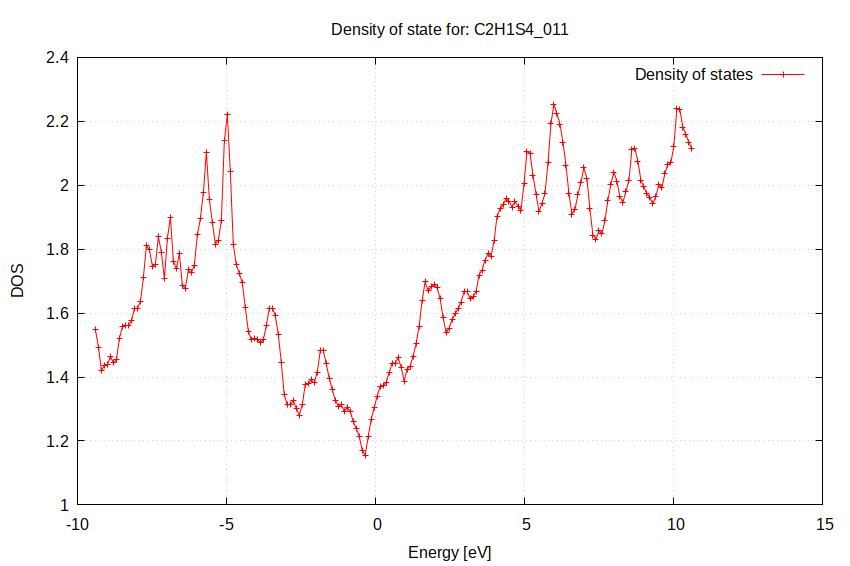 Density of state for: C2H1S4_011
Density of states
2.4
2.2
2
1.8
1.6
1.4
1.2
1
DOS
-10 -5 0 5 10 15
Energy [eV]